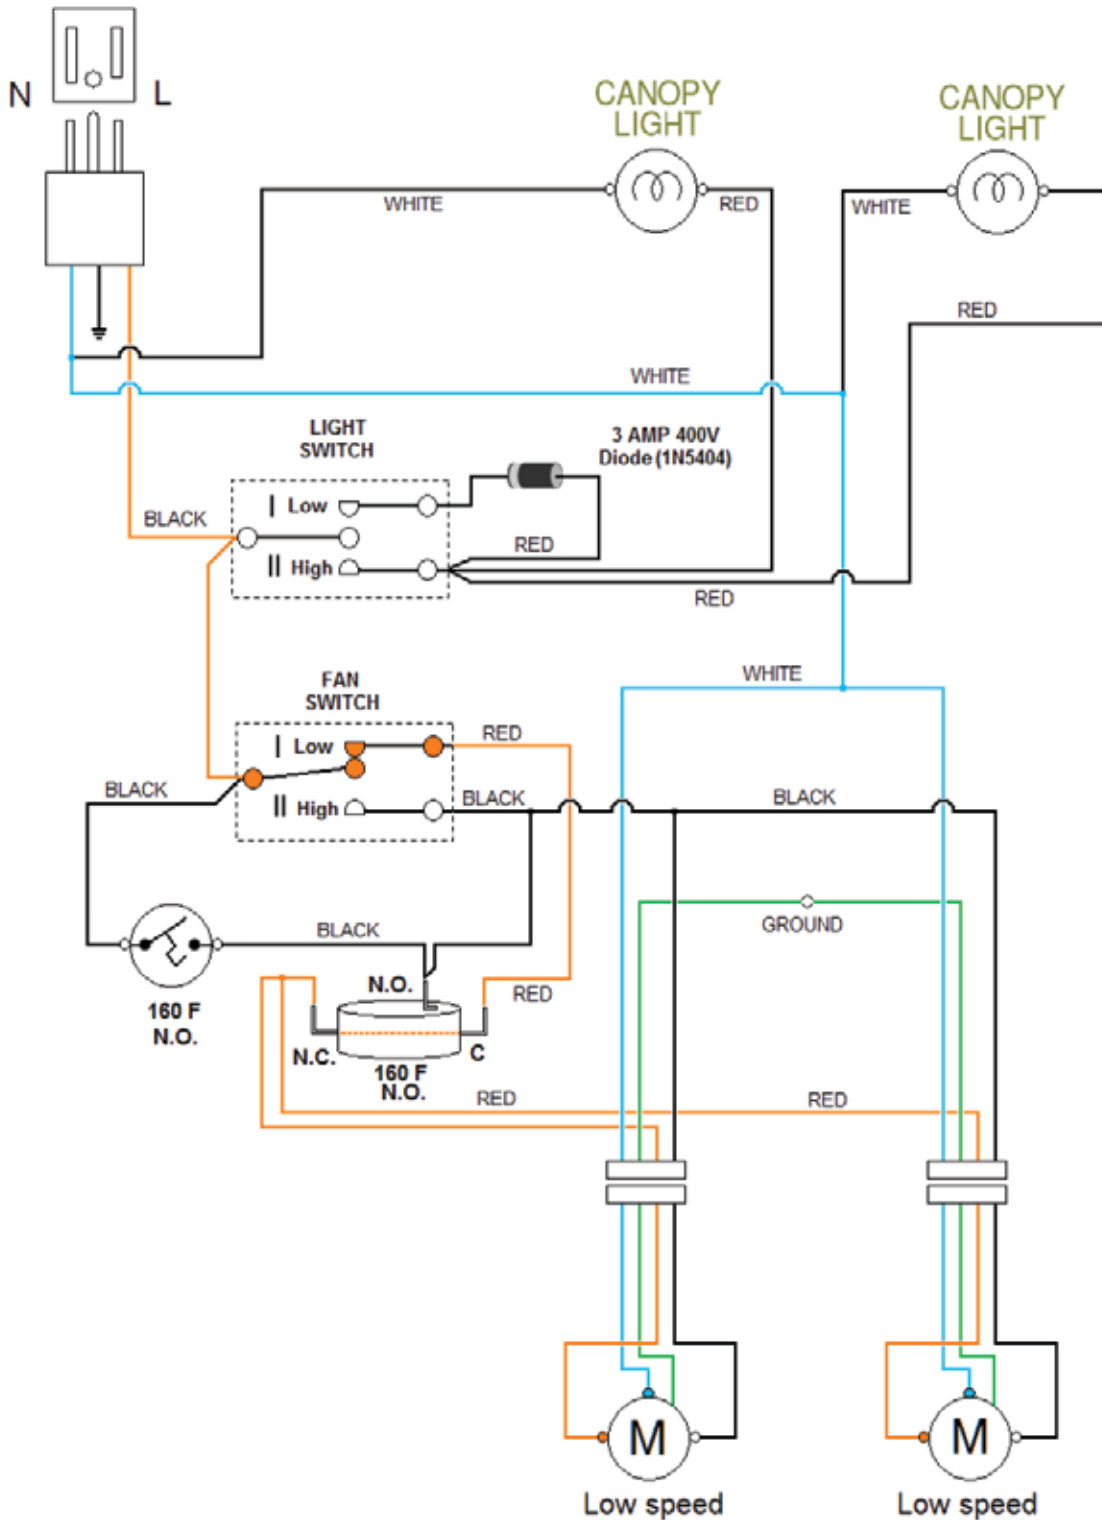 N
L
CANOPY
LIGHT
CANOPY
LIGHT
WHITE
RED
WHITE
RED
WHITE
LIGHT
SWITCH
3 AMP 400V
Diode (1N5404)
I Low
BLACK
RED
II High
RED
WHITE
FAN
SWITCH
I Low
RED
BLACK
II High
BLACK
BLACK
GROUND
BLACK
N.O.
RED
160 F
N.O.
N.C.
C
160 F
N.O.
RED
RED
M
M
Low speed
Low speed